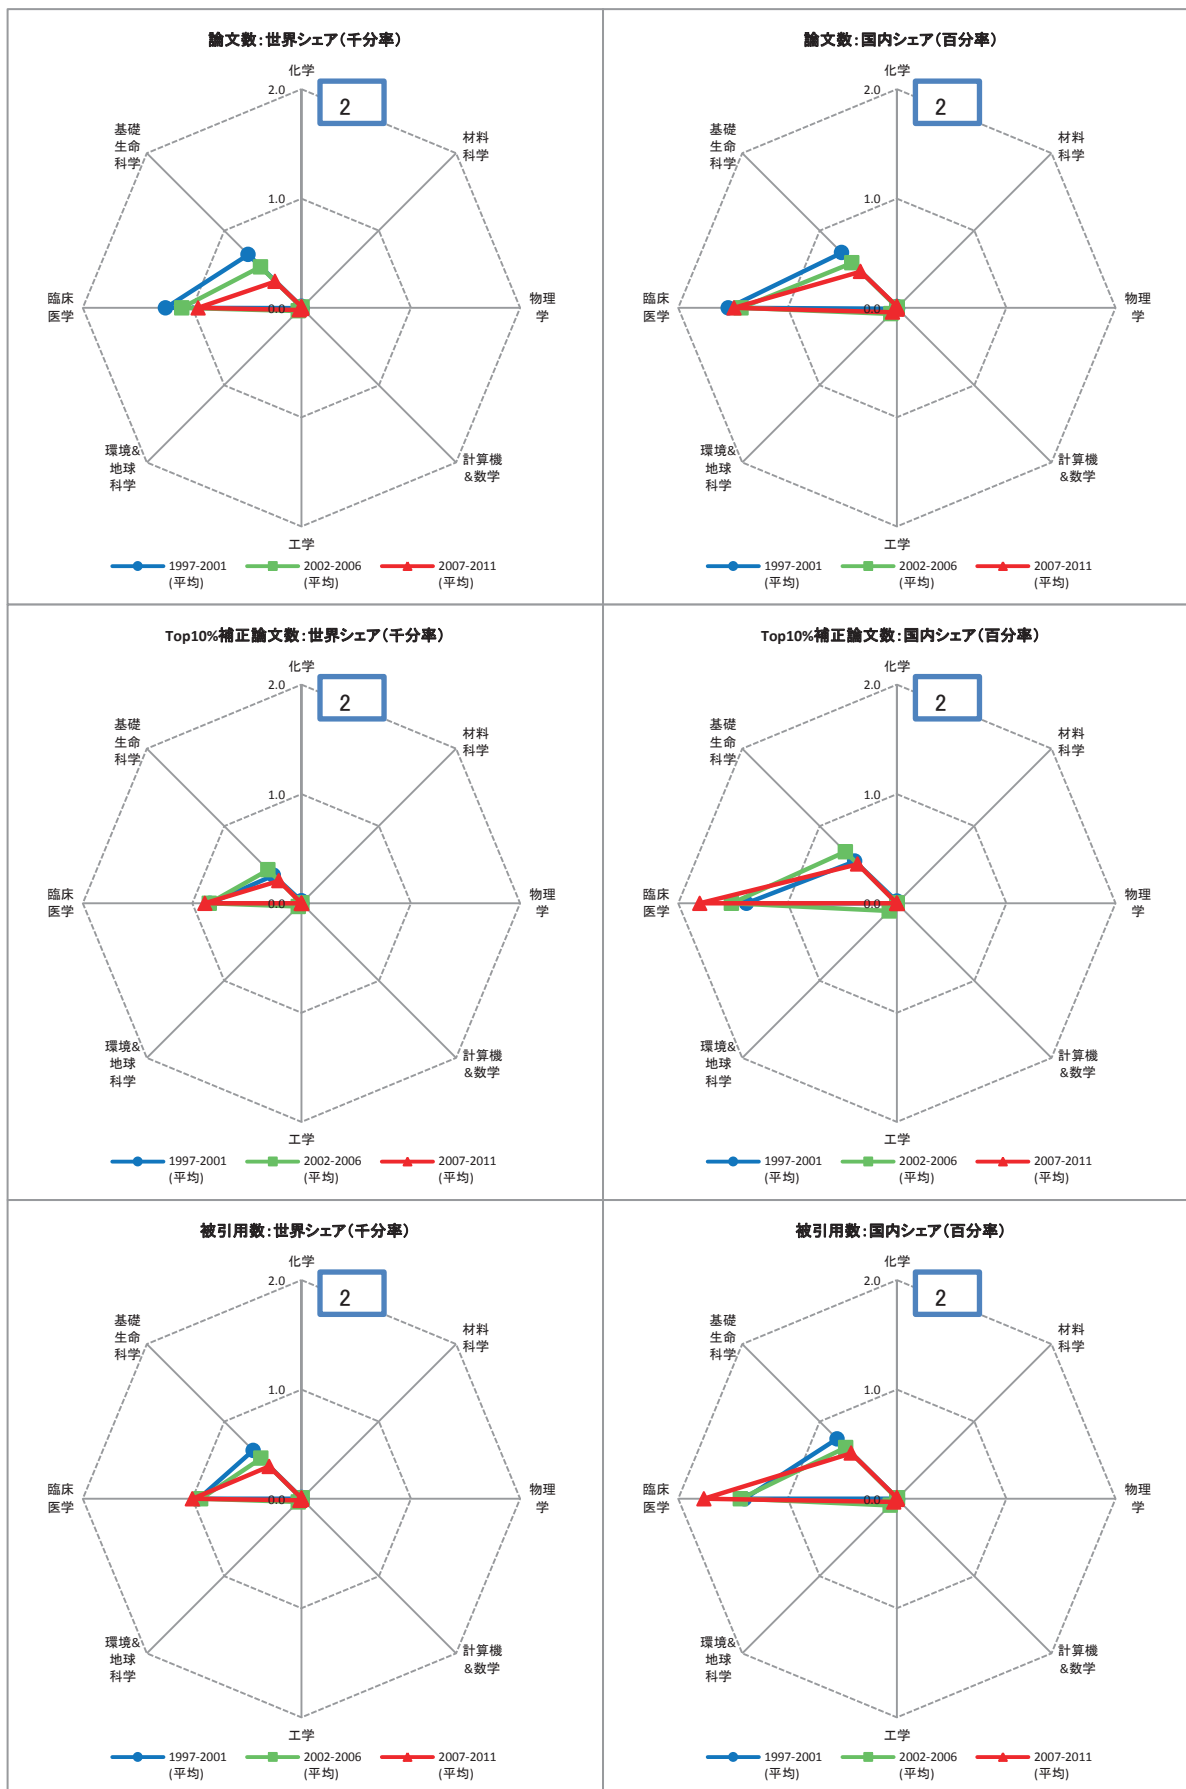 論文数：世界シェア（千分率）
化学
2.0
2
基礎
生命
科学
材料
科学
1.0
臨床
医学
0.0
物理
学
環境&
地球
科学
計算機
&数学
工学
1997-2001
(平均)
2002-2006
(平均)
2007-2011
(平均)
論文数：国内シェア（百分率）
化学
2.0
2
基礎
生命
科学
材料
科学
1.0
臨床
医学
0.0
物理
学
環境&
地球
科学
計算機
&数学
工学
1997-2001
(平均)
2002-2006
(平均)
2007-2011
(平均)
Top10%補正論文数：世界シェア（千分率）
化学
2.0
2
基礎
生命
科学
材料
科学
1.0
臨床
医学
0.0
物理
学
環境&
地球
科学
計算機
&数学
工学
1997-2001
(平均)
2002-2006
(平均)
2007-2011
(平均)
Top10%補正論文数：国内シェア（百分率）
化学
2.0
2
基礎
生命
科学
材料
科学
1.0
臨床
医学
0.0
物理
学
環境&
地球
科学
計算機
&数学
工学
1997-2001
(平均)
2002-2006
(平均)
2007-2011
(平均)
被引用数：世界シェア（千分率）
化学
2.0
2
基礎
生命
科学
材料
科学
1.0
臨床
医学
0.0
物理
学
環境&
地球
科学
計算機
&数学
工学
1997-2001
(平均)
2002-2006
(平均)
2007-2011
(平均)
被引用数：国内シェア（百分率）
化学
2.0
2
基礎
生命
科学
材料
科学
1.0
臨床
医学
0.0
物理
学
環境&
地球
科学
計算機
&数学
工学
1997-2001
(平均)
2002-2006
(平均)
2007-2011
(平均)